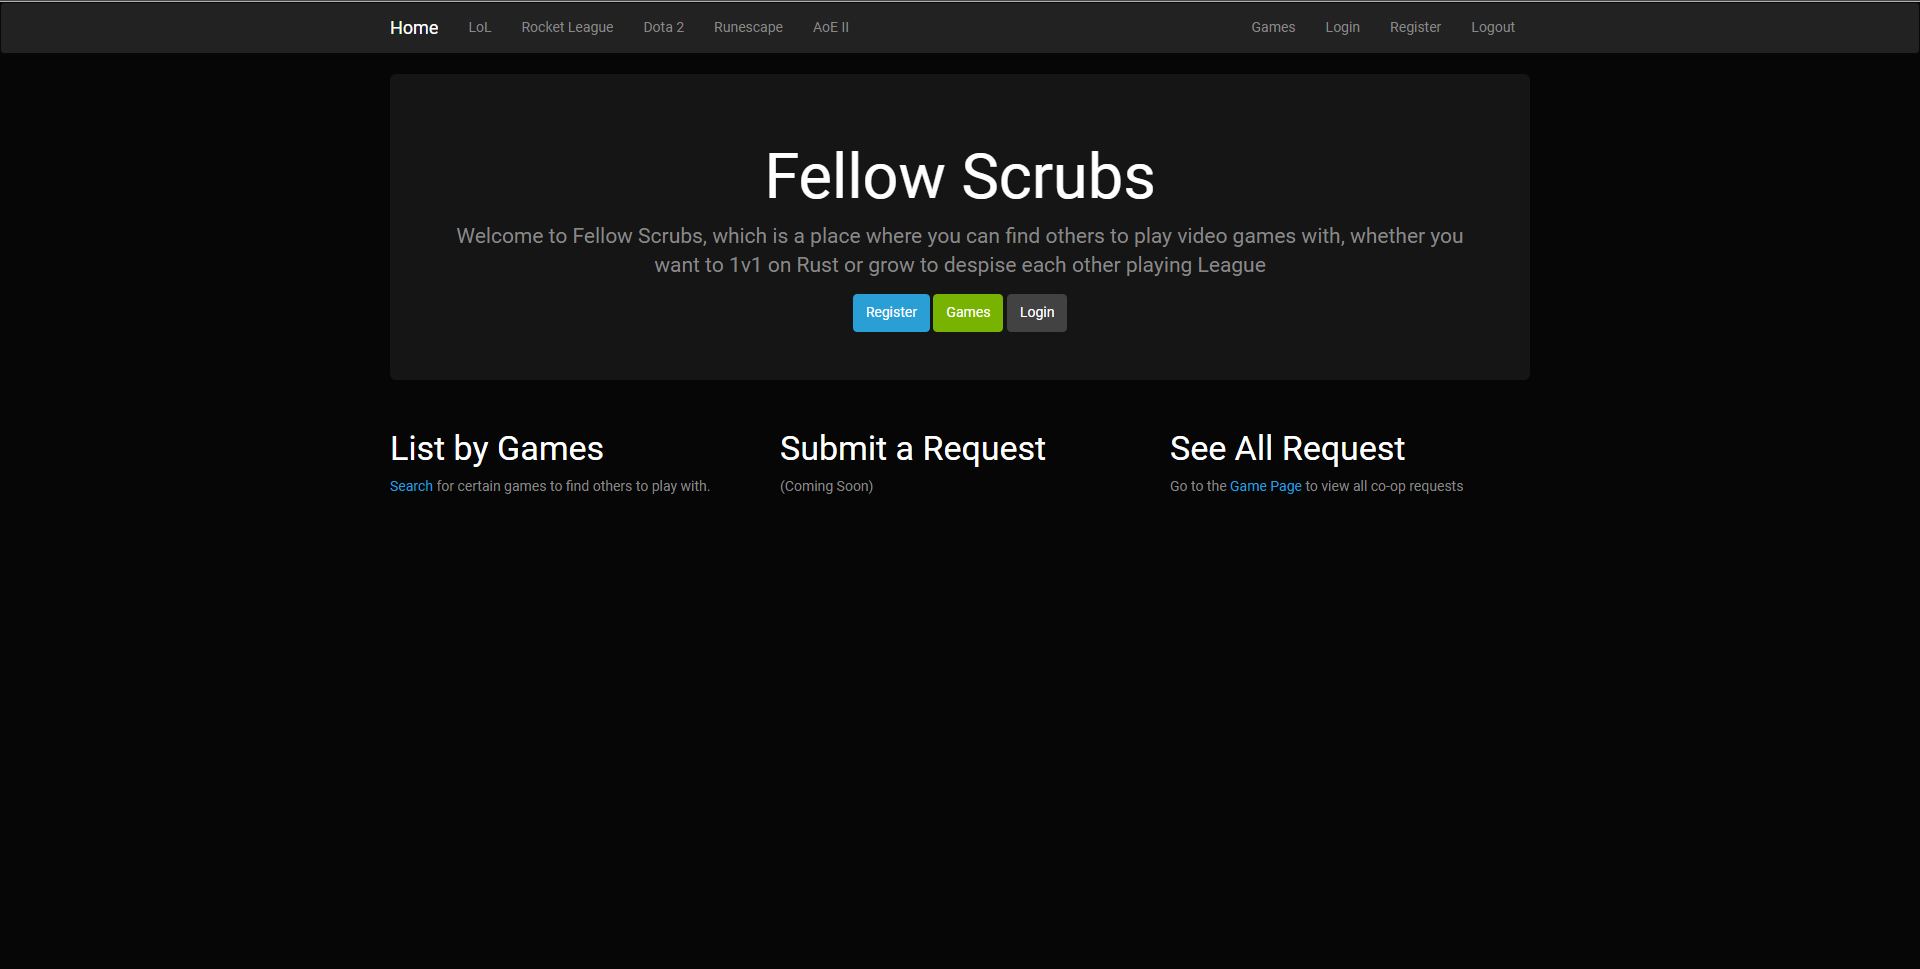 Home LoL Rocket League Dota 2 Runescape AoE II Games Login Register Logout
Fellow Scrubs
Welcome to Fellow Scrubs, which is a place where you can find others to play video games with, whether you
want to 1v1 on Rust or grow to despise each other playing League
Register Games Login
List by Games
Search for certain games to find others to play with.
Submit a Request
(Coming Soon)
See All Request
Go to the Game Page to view all co-op requests